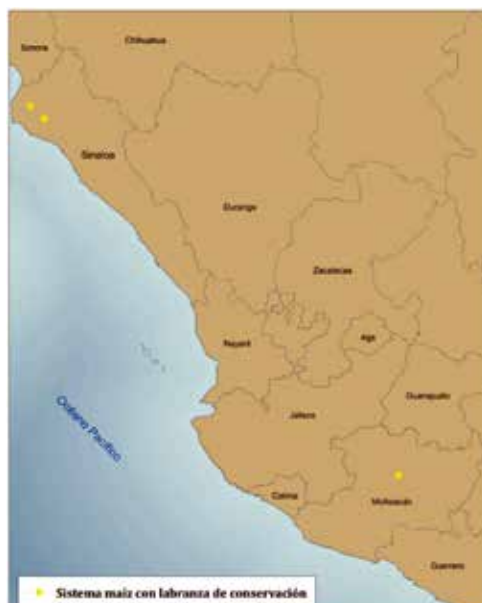 Chihuahua
Sonora
Sinaloa
Durango
Zacatecas
Nayarit
Ags
Guanajuato
Jalisco
Océano Pacífico
Colima
Michoacán
Guerrero
Sistema maíz con labranza de conservación